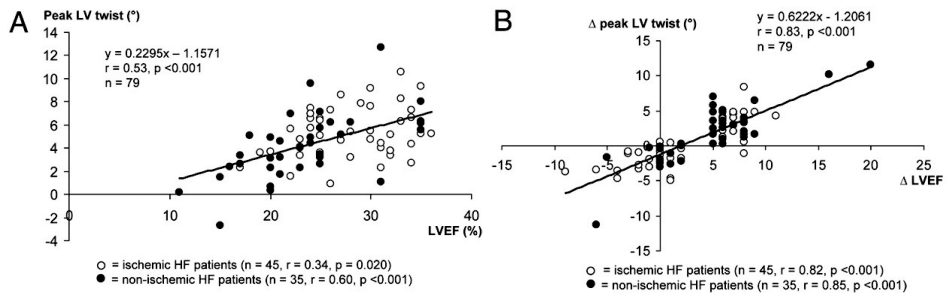 A
Peak LV twist (°)
14
12
10
8
6
4
2
0
-2
-4
0
10
20
30
40
LVEF (%)
y = 0.2295x – 1.1571
r = 0.53, p <0.001
n = 79
○ = ischemic HF patients (n = 45, r = 0.34, p = 0.020)
● = non-ischemic HF patients (n = 35, r = 0.60, p <0.001)
B
Δ peak LV twist (°)
0.6222x - 1.2061
r = 0.83, p <0.001
n = 79
15
10
5
0
-5
-10
-15
-15
-10
-5
0
5
10
15
20
25
Δ LVEF
○ = ischemic HF patients (n = 45, r = 0.82, p <0.001)
● = non-ischemic HF patients (n = 35, r = 0.85, p <0.001)